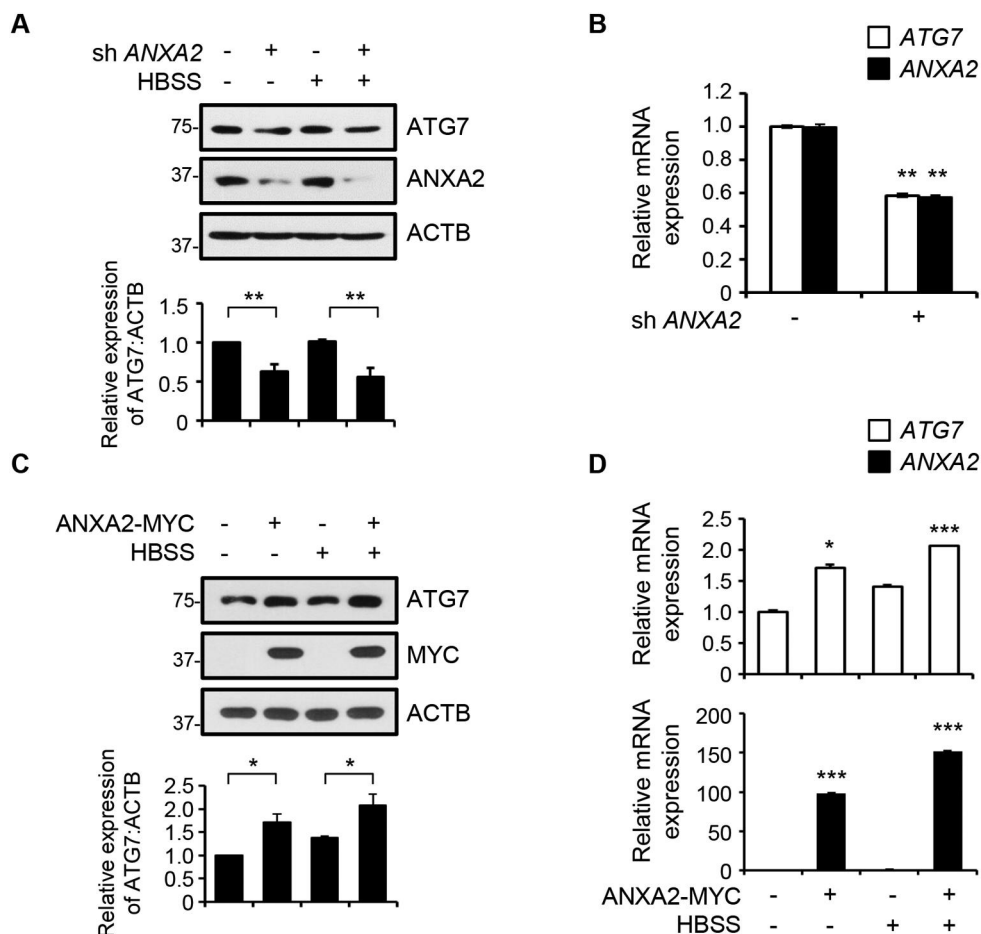 A
sh ANXA2 - + - +
HBSS - - + +
75- ATG7
37- ANXA2
37- ACTB
Relative expression
of ATG7:ACTB
1.5
1.0
0.5
0
** **
B
ATG7
ANXA2
Relative mRNA
expression
1.2
1.0
0.8
0.6
0.4
0.2
0
** **
sh ANXA2 - +
C
ANXA2-MYC - + - +
HBSS - - + +
75- ATG7
37- MYC
37- ACTB
Relative expression
of ATG7:ACTB
2.5
2.0
1.5
1.0
0.5
0
* *
D
ATG7
ANXA2
Relative mRNA
expression
2.5
2.0
1.5
1.0
0.5
0
* ***
Relative mRNA
expression
200
150
100
50
0
*** ***
ANXA2-MYC - + - +
HBSS - - + +